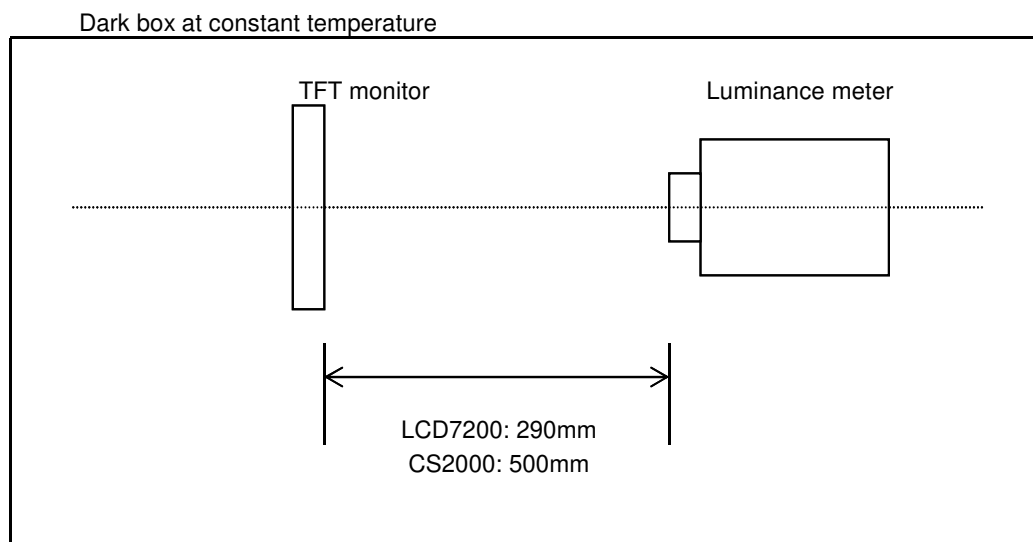 Dark box at constant temperature
TFT monitor
Luminance meter
LCD7200: 290mm
CS2000: 500mm